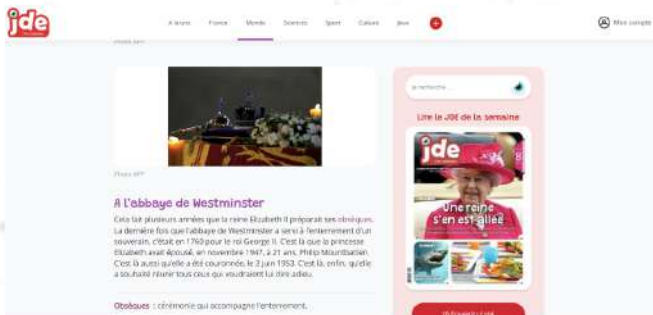 jde
A la une France Monde Sciences Sport Culture Jeux
Mon compte
Photo AFP
Je recherche ...
Lire le JDE de la semaine
jde
Une reine
s'en est allée
Photo AFP
A l'abbaye de Westminster
Cela fait plusieurs années que la reine Elizabeth II préparait ses obsèques.
La dernière fois que l'abbaye de Westminster a servi à l'enterrement d'un
souverain, c'était en 1760 pour le roi George II. C'est là que la princesse
Elizabeth avait épousé, en novembre 1947, à 21 ans, Philip Mountbatten.
C'est là aussi qu'elle a été couronnée, le 2 juin 1953. C'est là, enfin, qu'elle
a souhaité réunir tous ceux qui voudraient lui dire adieu.
Obsèques : cérémonie qui accompagne l'enterrement.